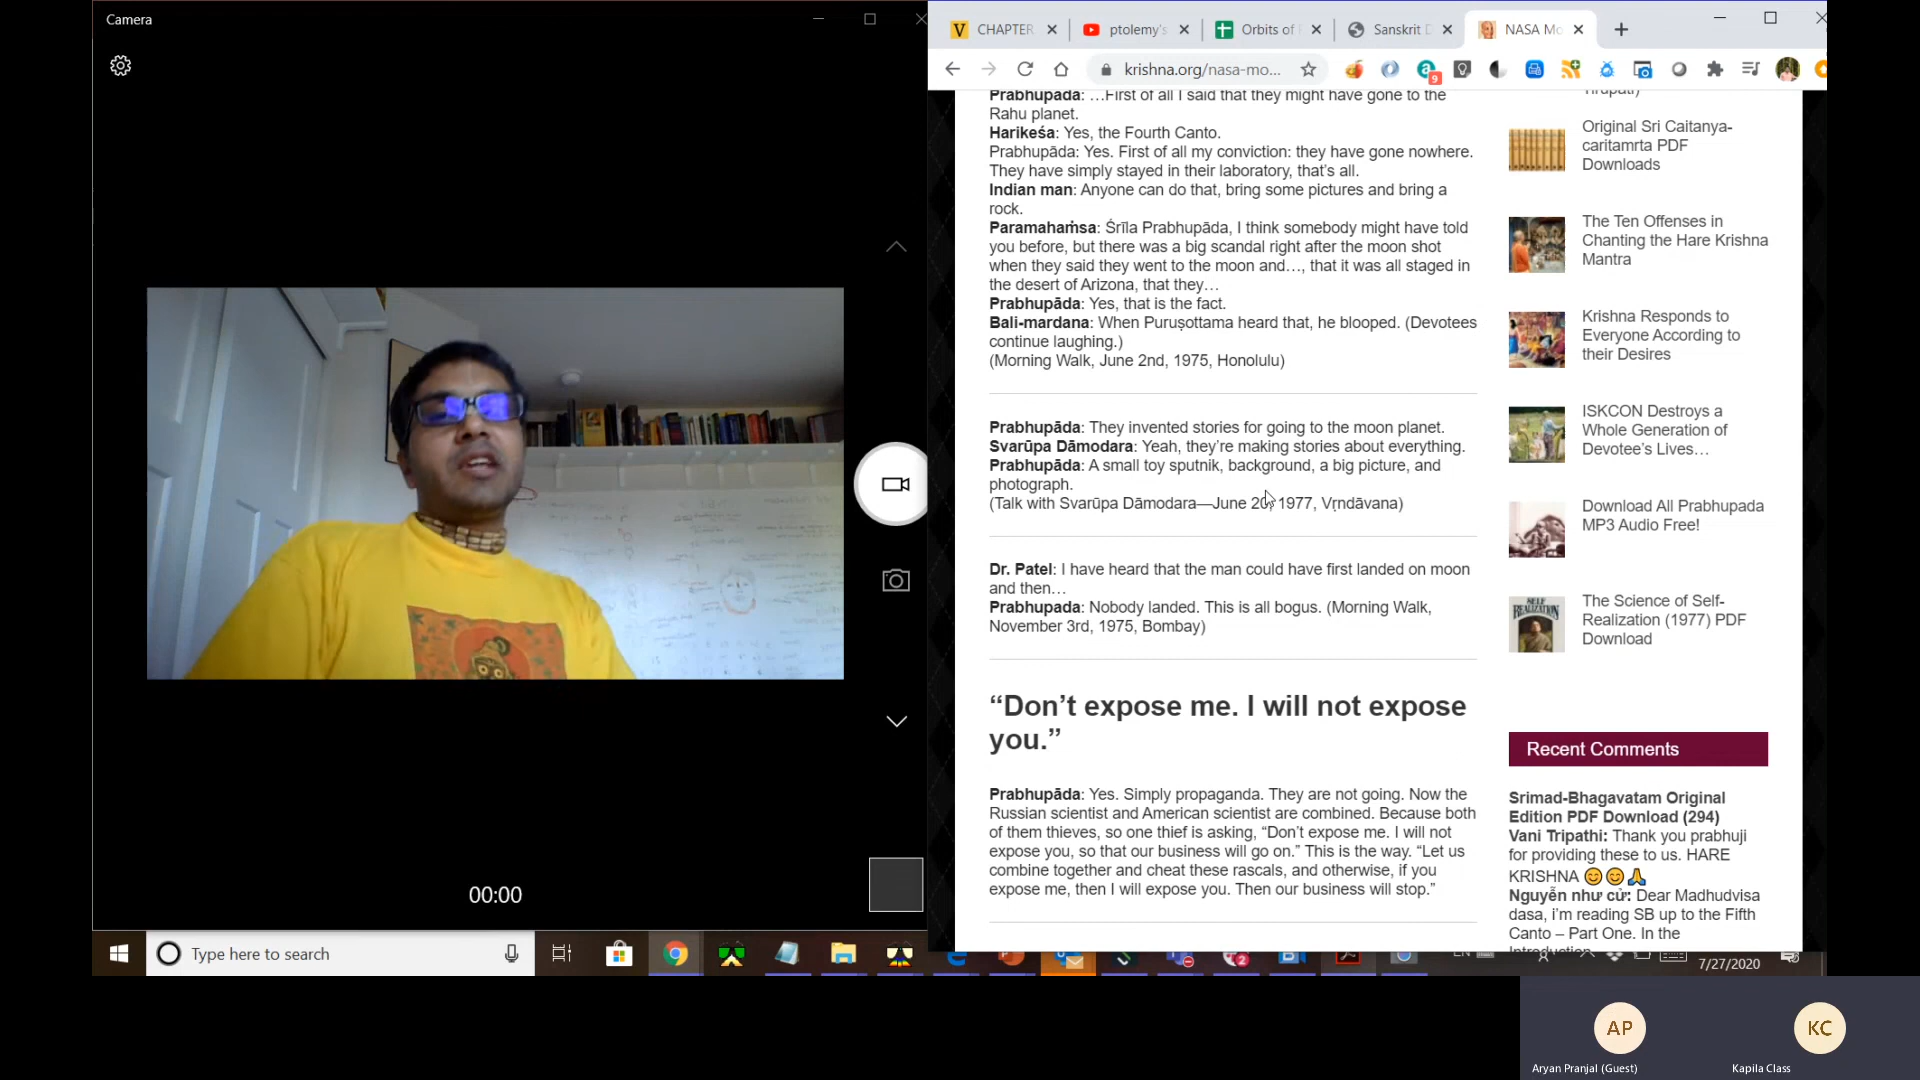 Camera
CHAPTER
ptolemy's
Orbits of
Sanskrit D
NASA Mo
krishna.org/nasa-mo...
9
Prabhupāda: …First of all I said that they might have gone to the
Rahu planet.
Harikeśa: Yes, the Fourth Canto.
Prabhupāda: Yes. First of all my conviction: they have gone nowhere.
They have simply stayed in their laboratory, that's all.
Indian man: Anyone can do that, bring some pictures and bring a
rock.
Paramahaṁsa: Śrīla Prabhupāda, I think somebody might have told
you before, but there was a big scandal right after the moon shot
when they said they went to the moon and…, that it was all staged in
the desert of Arizona, that they…
Prabhupāda: Yes, that is the fact.
Bali-mardana: When Puruṣottama heard that, he blooped. (Devotees
continue laughing.)
(Morning Walk, June 2nd, 1975, Honolulu)
Prabhupāda: They invented stories for going to the moon planet.
Svarūpa Dāmodara: Yeah, they're making stories about everything.
Prabhupāda: A small toy sputnik, background, a big picture, and
photograph.
(Talk with Svarūpa Dāmodara—June 20, 1977, Vṛndāvana)
Dr. Patel: I have heard that the man could have first landed on moon
and then…
Prabhupada: Nobody landed. This is all bogus. (Morning Walk,
November 3rd, 1975, Bombay)
“Don't expose me. I will not expose
you.”
Prabhupāda: Yes. Simply propaganda. They are not going. Now the
Russian scientist and American scientist are combined. Because both
of them thieves, so one thief is asking, “Don't expose me. I will not
expose you, so that our business will go on.” This is the way. “Let us
combine together and cheat these rascals, and otherwise, if you
expose me, then I will expose you. Then our business will stop.”
Original Sri Caitanya-
caritamrta PDF
Downloads
The Ten Offenses in
Chanting the Hare Krishna
Mantra
Krishna Responds to
Everyone According to
their Desires
ISKCON Destroys a
Whole Generation of
Devotee's Lives…
Download All Prabhupada
MP3 Audio Free!
SELF
REALIZATION
The Science of Self-
Realization (1977) PDF
Download
Recent Comments
Srimad-Bhagavatam Original
Edition PDF Download (294)
Vani Tripathi: Thank you prabhuji
for providing these to us. HARE
KRISHNA 😊😊🙏
Nguyễn như cừ: Dear Madhudvisa
dasa, i'm reading SB up to the Fifth
Canto – Part One. In the
Introduction
00:00
Type here to search
7/27/2020
AP
KC
Aryan Pranjal (Guest)
Kapila Class